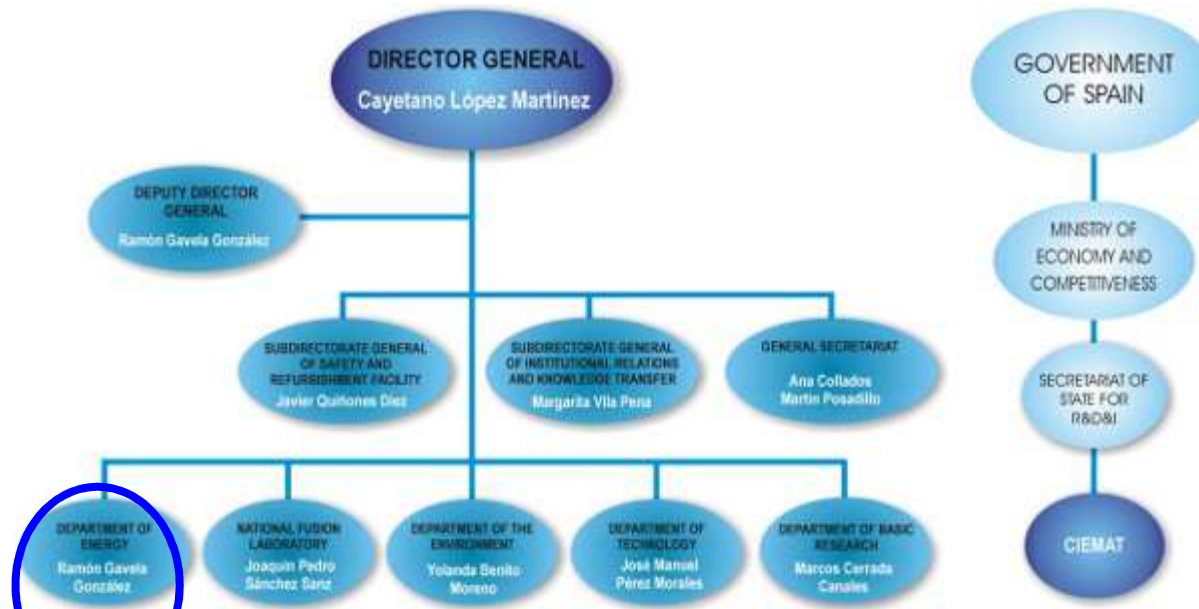 DIRECTOR GENERAL
Cayetano López Martínez
DEPUTY DIRECTOR
GENERAL
Ramón Gavela González
SUBDIRECTORATE GENERAL
OF SAFETY AND
REFURBISHMENT FACILITY
Javier Quiñones Díez
SUBDIRECTORATE GENERAL
OF INSTITUTIONAL RELATIONS
AND KNOWLEDGE TRANSFER
Margarita Vila Pena
GENERAL SECRETARIAT
Ana Collados
Martín Posadillo
DEPARTMENT OF
ENERGY
Ramón Gavela
González
NATIONAL FUSION
LABORATORY
Joaquín Pedro
Sánchez Sanz
DEPARTMENT OF THE
ENVIRONMENT
Yolanda Benito
Moreno
DEPARTMENT OF
TECHNOLOGY
José Manuel
Pérez Morales
DEPARTMENT OF BASIC
RESEARCH
Marcos Cerrada
Canales
GOVERNMENT
OF SPAIN
MINISTRY OF
ECONOMY AND
COMPETITIVENESS
SECRETARIAT OF
STATE FOR
R&D&I
CIEMAT